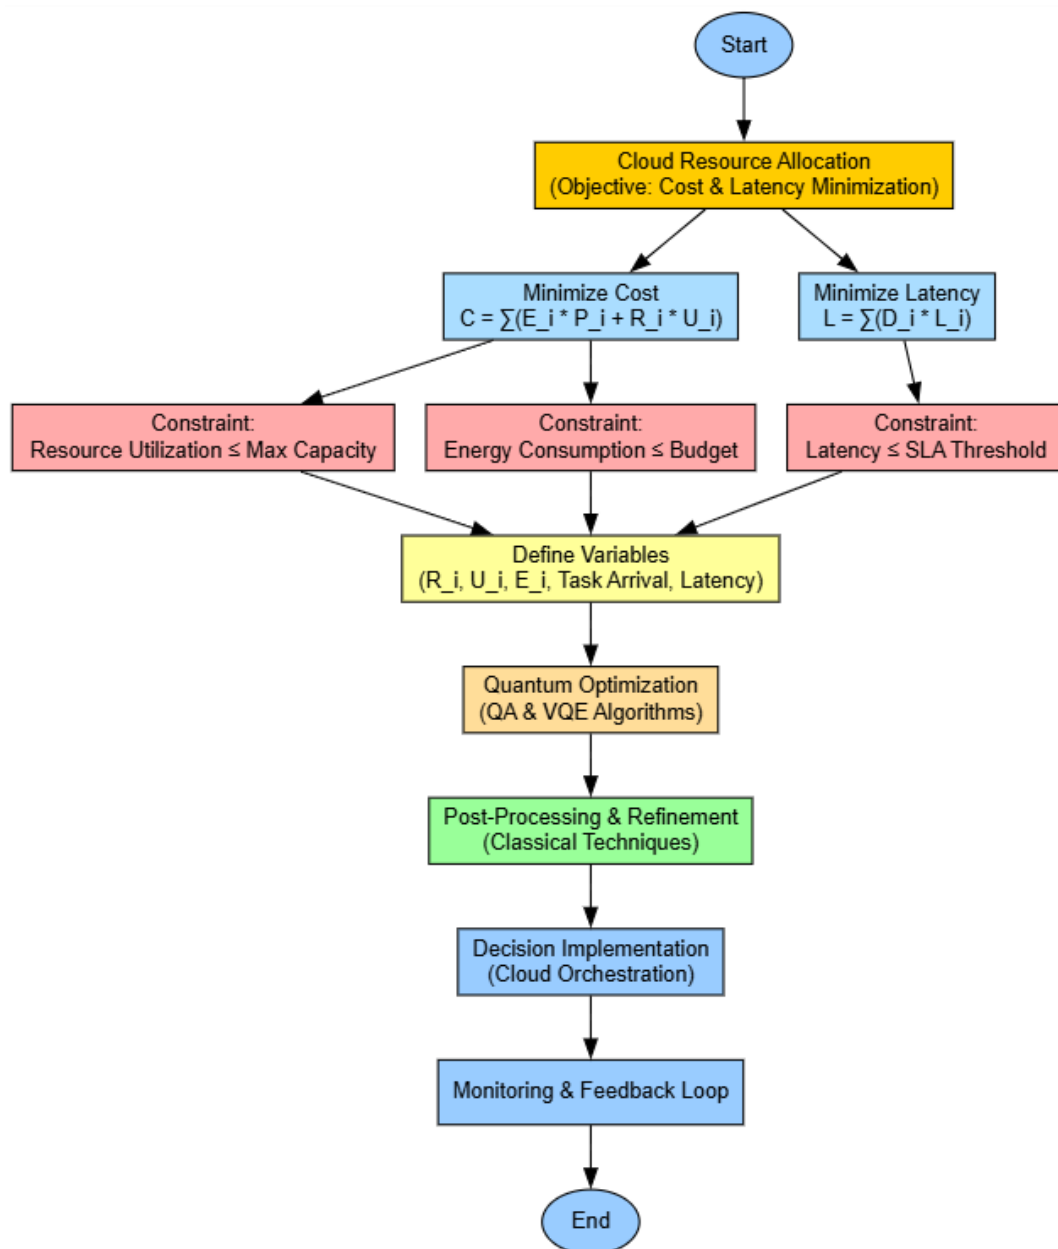 Start
Cloud Resource Allocation
(Objective: Cost & Latency Minimization)
Minimize Cost
C = ∑(E_i * P_i + R_i * U_i)
Minimize Latency
L = ∑(D_i * L_i)
Constraint:
Resource Utilization ≤ Max Capacity
Constraint:
Energy Consumption ≤ Budget
Constraint:
Latency ≤ SLA Threshold
Define Variables
(R_i, U_i, E_i, Task Arrival, Latency)
Quantum Optimization
(QA & VQE Algorithms)
Post-Processing & Refinement
(Classical Techniques)
Decision Implementation
(Cloud Orchestration)
Monitoring & Feedback Loop
End